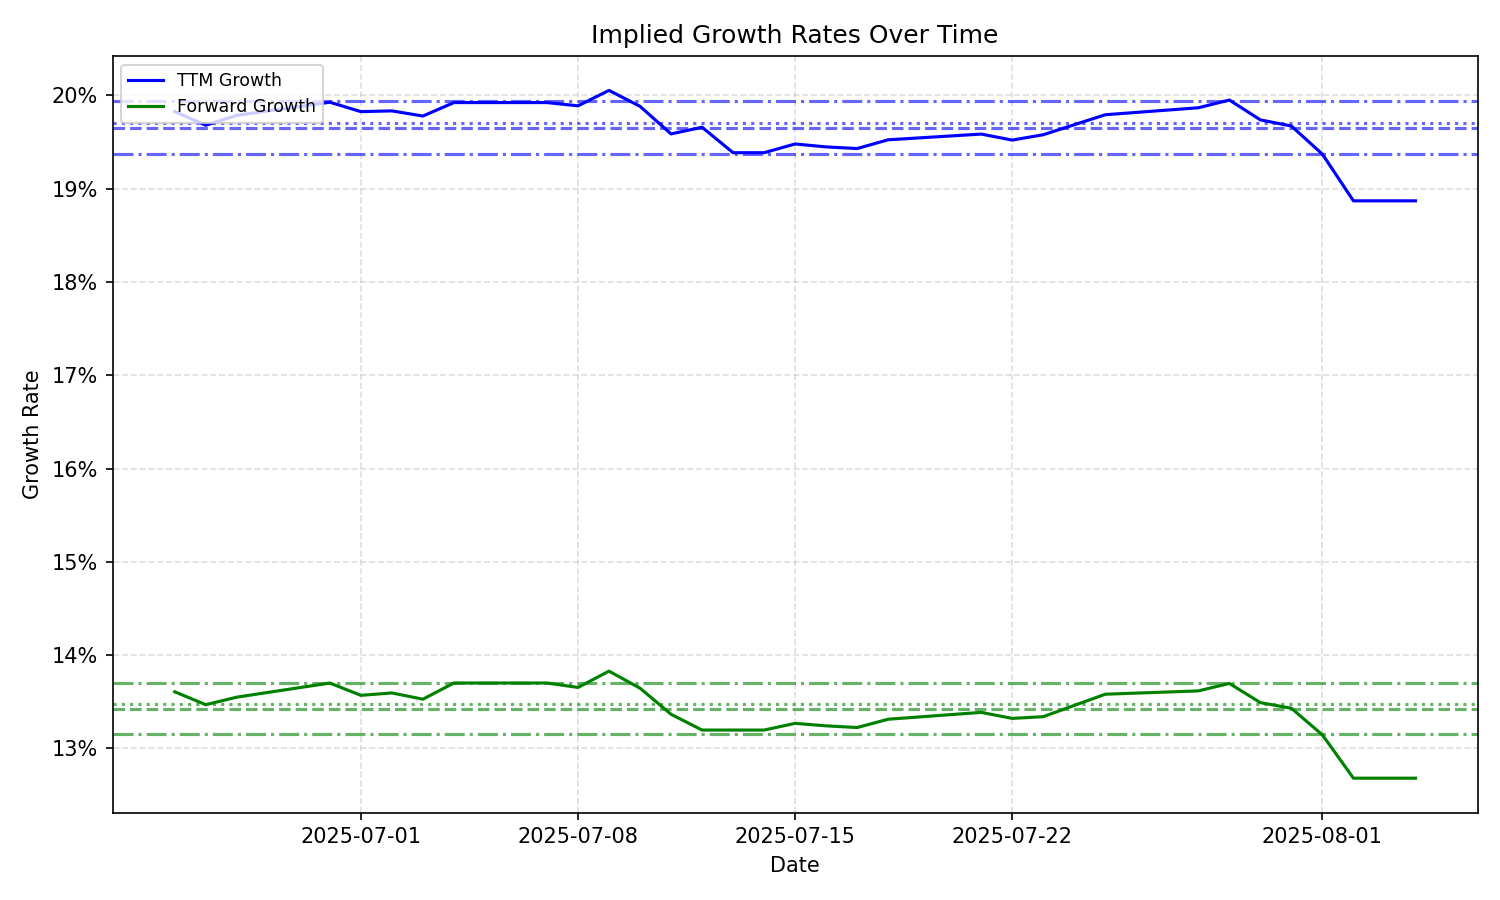 Implied Growth Rates Over Time
TTM Growth
Forward Growth
20%
19%
18%
17%
16%
15%
14%
13%
Growth Rate
2025-07-01
2025-07-08
2025-07-15
2025-07-22
2025-08-01
Date